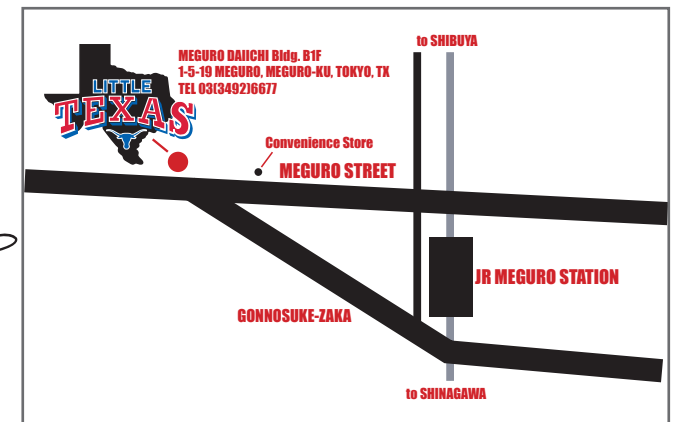 LITTLE
TEXAS
MEGURO DAIICHI Bldg. B1F
1-5-19 MEGURO, MEGURO-KU, TOKYO, TX
TEL 03(3492)6677
to SHIBUYA
Convenience Store
MEGURO STREET
JR MEGURO STATION
GONNOSUKE-ZAKA
to SHINAGAWA